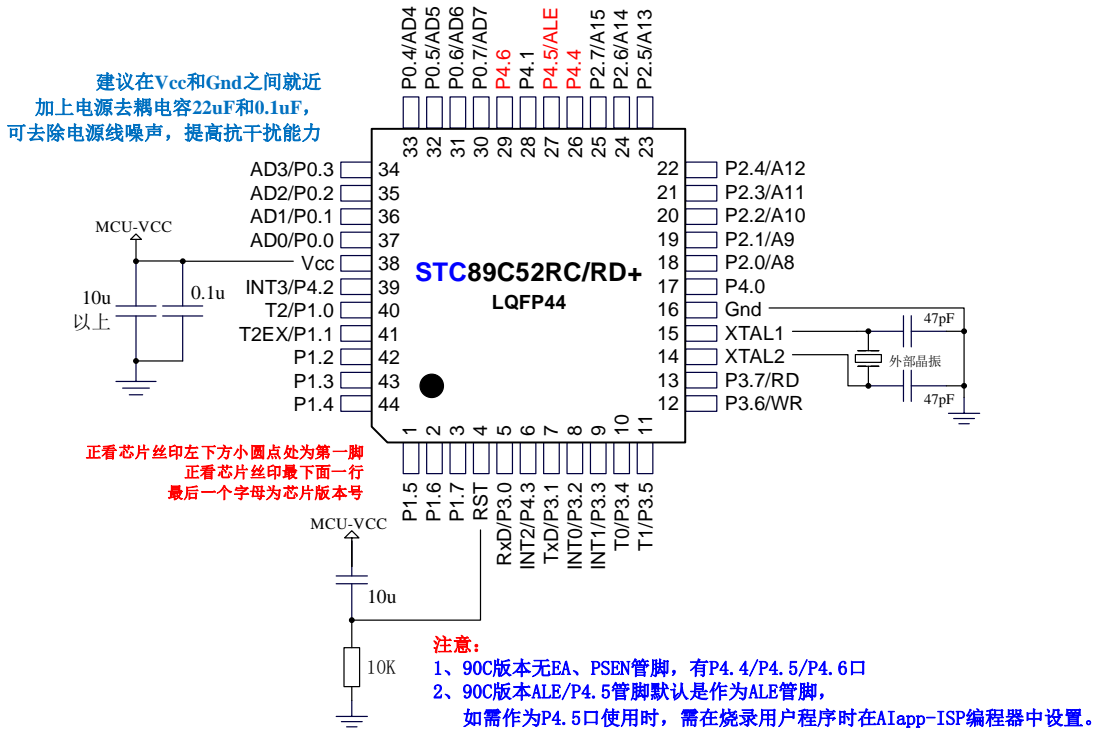 P0.4/AD4
P0.5/AD5
P0.6/AD6
P0.7/AD7
P4.6
P4.1
P4.5/ALE
P4.4
P2.7/A15
P2.6/A14
P2.5/A13
建议在Vcc和Gnd之间就近
加上电源去耦电容22uF和0.1uF，
可去除电源线噪声，提高抗干扰能力
33
32
31
30
29
28
27
26
25
24
23
AD3/P0.3 34
AD2/P0.2 35
AD1/P0.1 36
AD0/P0.0 37
Vcc 38
INT3/P4.2 39
T2/P1.0 40
T2EX/P1.1 41
P1.2 42
P1.3 43
P1.4 44
MCU-VCC
10u
以上
0.1u
STC89C52RC/RD+
LQFP44
22 P2.4/A12
21 P2.3/A11
20 P2.2/A10
19 P2.1/A9
18 P2.0/A8
17 P4.0
16 Gnd
15 XTAL1
14 XTAL2
13 P3.7/RD
12 P3.6/WR
47pF
外部晶振
47pF
1
2
3
4
5
6
7
8
9
10
11
P1.5
P1.6
P1.7
RST
RxD/P3.0
INT2/P4.3
TxD/P3.1
INT0/P3.2
INT1/P3.3
T0/P3.4
T1/P3.5
正看芯片丝印左下方小圆点处为第一脚
正看芯片丝印最下面一行
最后一个字母为芯片版本号
MCU-VCC
10u
10K
注意：
1、90C版本无EA、PSEN管脚，有P4.4/P4.5/P4.6口
2、90C版本ALE/P4.5管脚默认是作为ALE管脚，
如需作为P4.5口使用时，需在烧录用户程序时在AIapp-ISP编程器中设置。